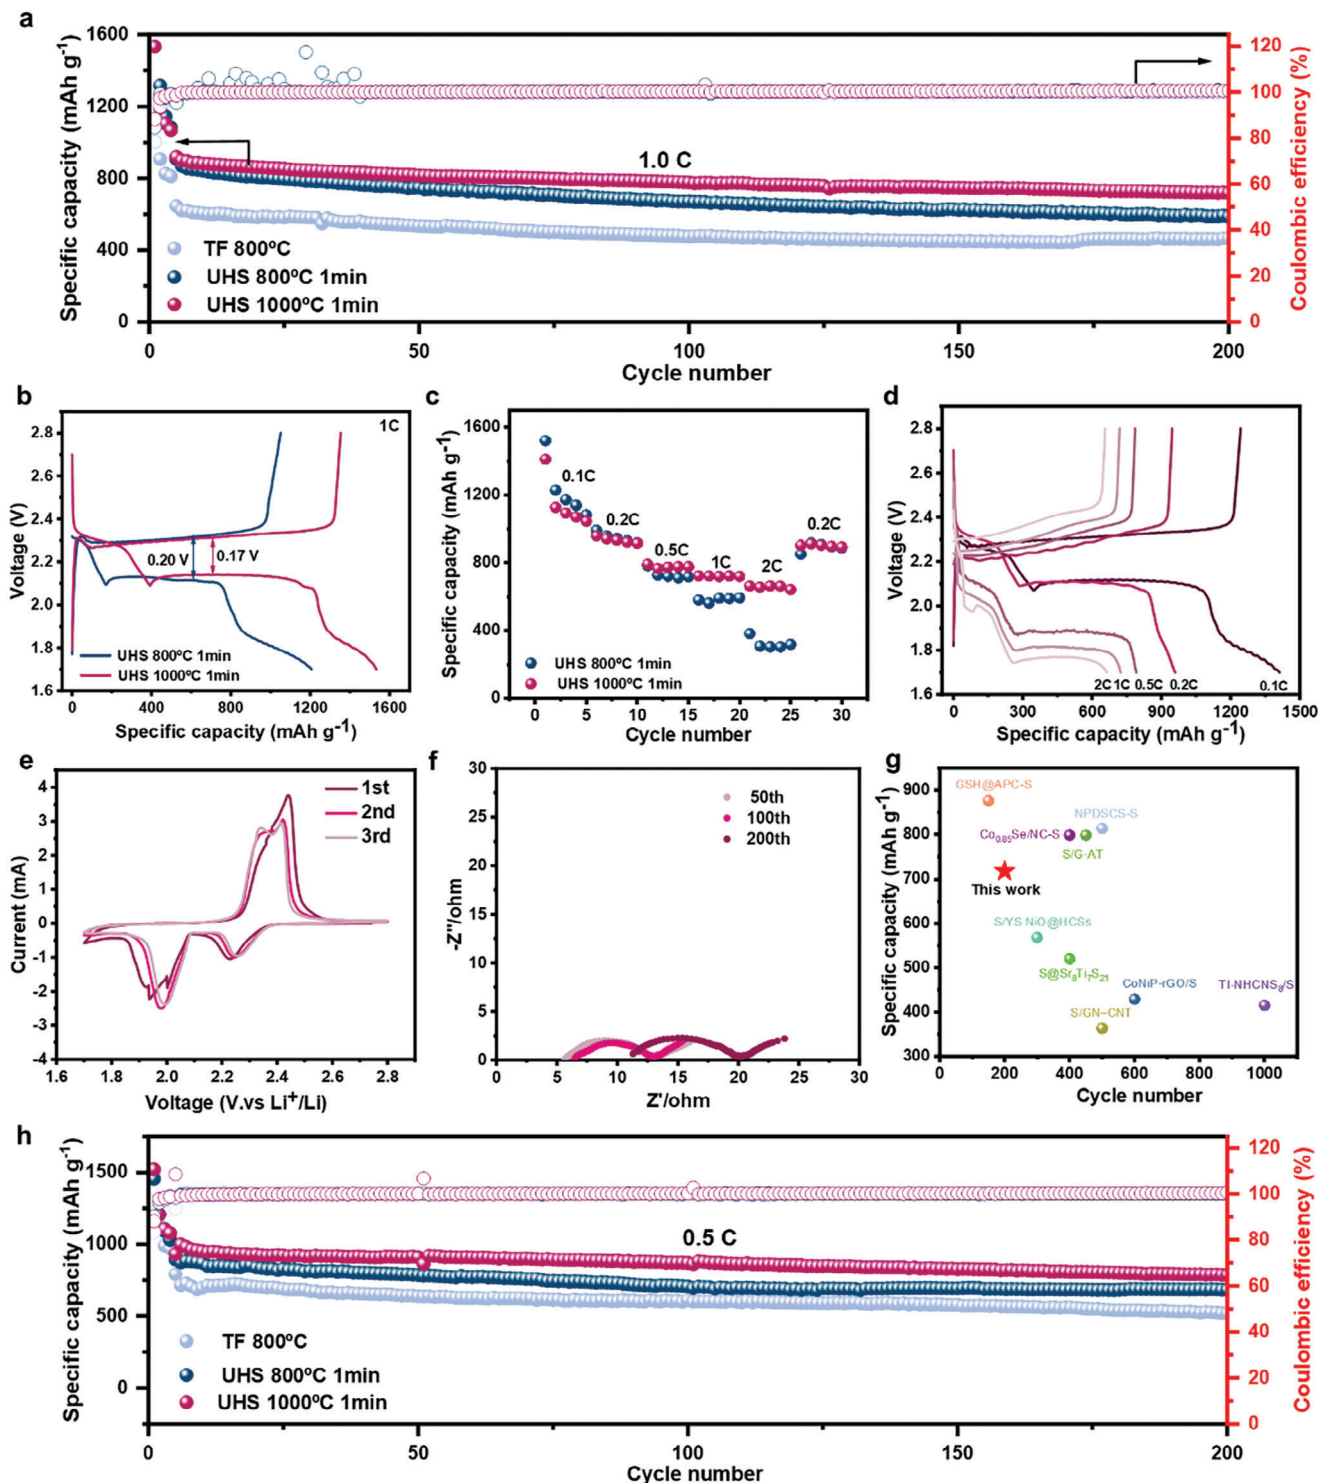 a
1600
1200
800
400
0
Specific capacity (mAh g⁻¹)
1.0 C
TF 800ºC
UHS 800ºC 1min
UHS 1000ºC 1min
120
100
80
60
40
20
0
Coulombic efficiency (%)
0 50 100 150 200
Cycle number
b
2.8
2.6
2.4
2.2
2.0
1.8
1.6
Voltage (V)
1C
0.20 V
0.17 V
UHS 800ºC 1min
UHS 1000ºC 1min
0 400 800 1200 1600
Specific capacity (mAh g⁻¹)
c
1600
1200
800
400
0
Specific capacity (mAh g⁻¹)
0.1C
0.2C
0.5C
1C
2C
0.2C
UHS 800ºC 1min
UHS 1000ºC 1min
0 5 10 15 20 25 30
Cycle number
d
2.8
2.6
2.4
2.2
2.0
1.8
1.6
Voltage (V)
2C 1C 0.5C 0.2C 0.1C
0 300 600 900 1200 1500
Specific capacity (mAh g⁻¹)
e
4
3
2
1
0
-1
-2
-3
-4
Current (mA)
1st
2nd
3rd
1.6 1.8 2.0 2.2 2.4 2.6 2.8
Voltage (V.vs Li⁺/Li)
f
30
25
20
15
10
5
0
-Z''/ohm
50th
100th
200th
0 5 10 15 20 25 30
Z'/ohm
g
900
800
700
600
500
400
300
Specific capacity (mAh g⁻¹)
GSH@APC-S
NPDSCS-S
Co₀.₈₅Se/NC-S
S/G-AT
This work
S/YS NiO@HCSs
S@Sr₈Ti₇S₂₁
CoNiP-rGO/S
TI-NHCNS₈/S
S/GN–CNT
0 200 400 600 800 1000
Cycle number
h
1500
1000
500
0
Specific capacity (mAh g⁻¹)
0.5 C
TF 800ºC
UHS 800ºC 1min
UHS 1000ºC 1min
120
100
80
60
40
20
0
Coulombic efficiency (%)
0 50 100 150 200
Cycle number